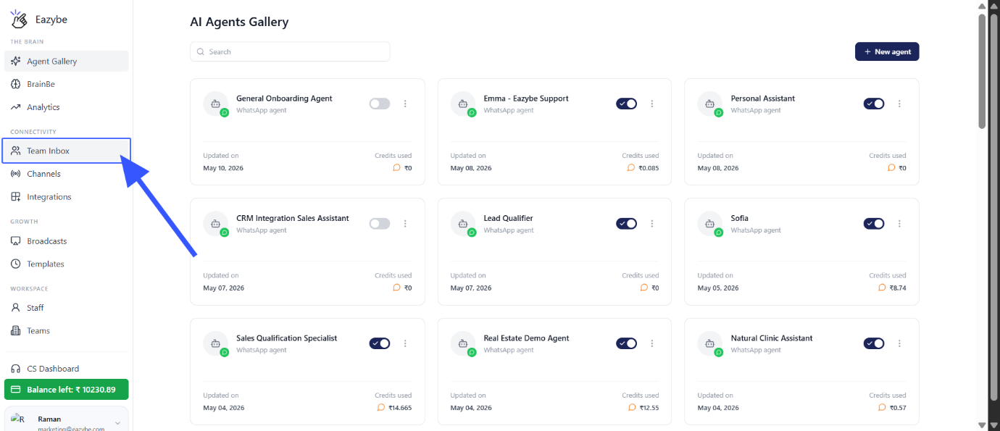 Eazybe
THE BRAIN
Agent Gallery
BrainBe
Analytics
CONNECTIVITY
Team Inbox
Channels
Integrations
GROWTH
Broadcasts
Templates
WORKSPACE
Staff
Teams
CS Dashboard
Balance left: ₹ 10230.89
R
Raman
marketing@eazybe.com
AI Agents Gallery
Search
+ New agent
General Onboarding Agent
WhatsApp agent
Updated on Credits used
May 10, 2026 ₹0
Emma - Eazybe Support
WhatsApp agent
Updated on Credits used
May 08, 2026 ₹0.085
Personal Assistant
WhatsApp agent
Updated on Credits used
May 08, 2026 ₹0
CRM Integration Sales Assistant
WhatsApp agent
Updated on Credits used
May 07, 2026 ₹0
Lead Qualifier
WhatsApp agent
Updated on Credits used
May 07, 2026 ₹0
Sofia
WhatsApp agent
Updated on Credits used
May 05, 2026 ₹8.74
Sales Qualification Specialist
WhatsApp agent
Updated on Credits used
May 04, 2026 ₹14.665
Real Estate Demo Agent
WhatsApp agent
Updated on Credits used
May 04, 2026 ₹12.55
Natural Clinic Assistant
WhatsApp agent
Updated on Credits used
May 04, 2026 ₹0.57